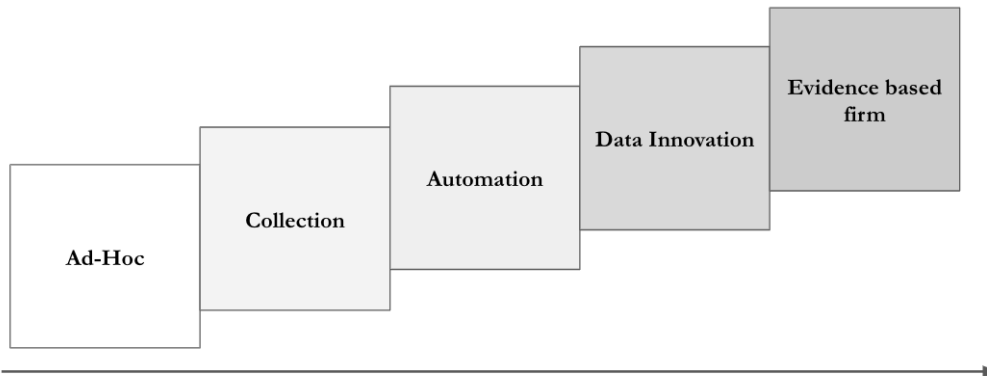 Ad-Hoc
Collection
Automation
Data Innovation
Evidence based
firm